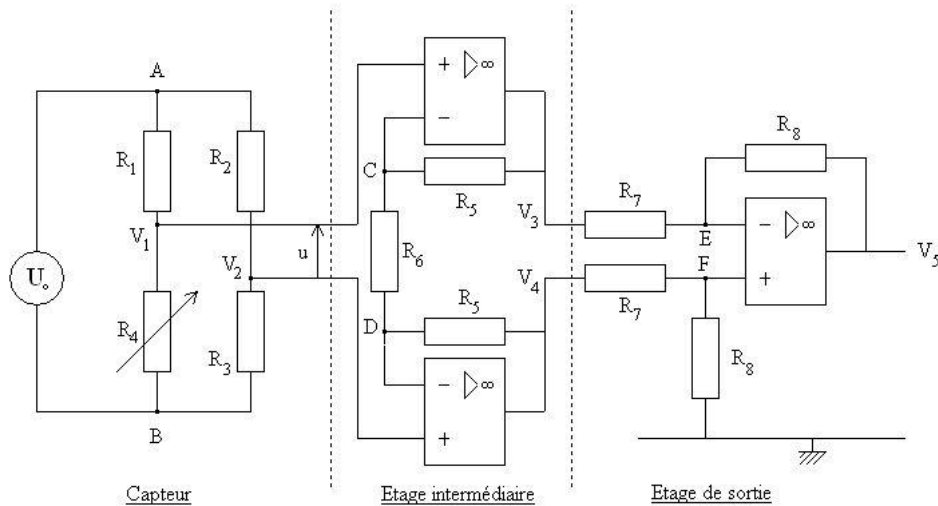 A
B
U₀
R₁
R₂
V₁
V₂
R₄
R₃
u
+
▷∞
−
C
R₅
R₆
D
R₅
−
▷∞
+
V₃
V₄
R₇
R₇
E
F
R₈
−
▷∞
+
V₅
R₈
Capteur
Etage intermédiaire
Etage de sortie